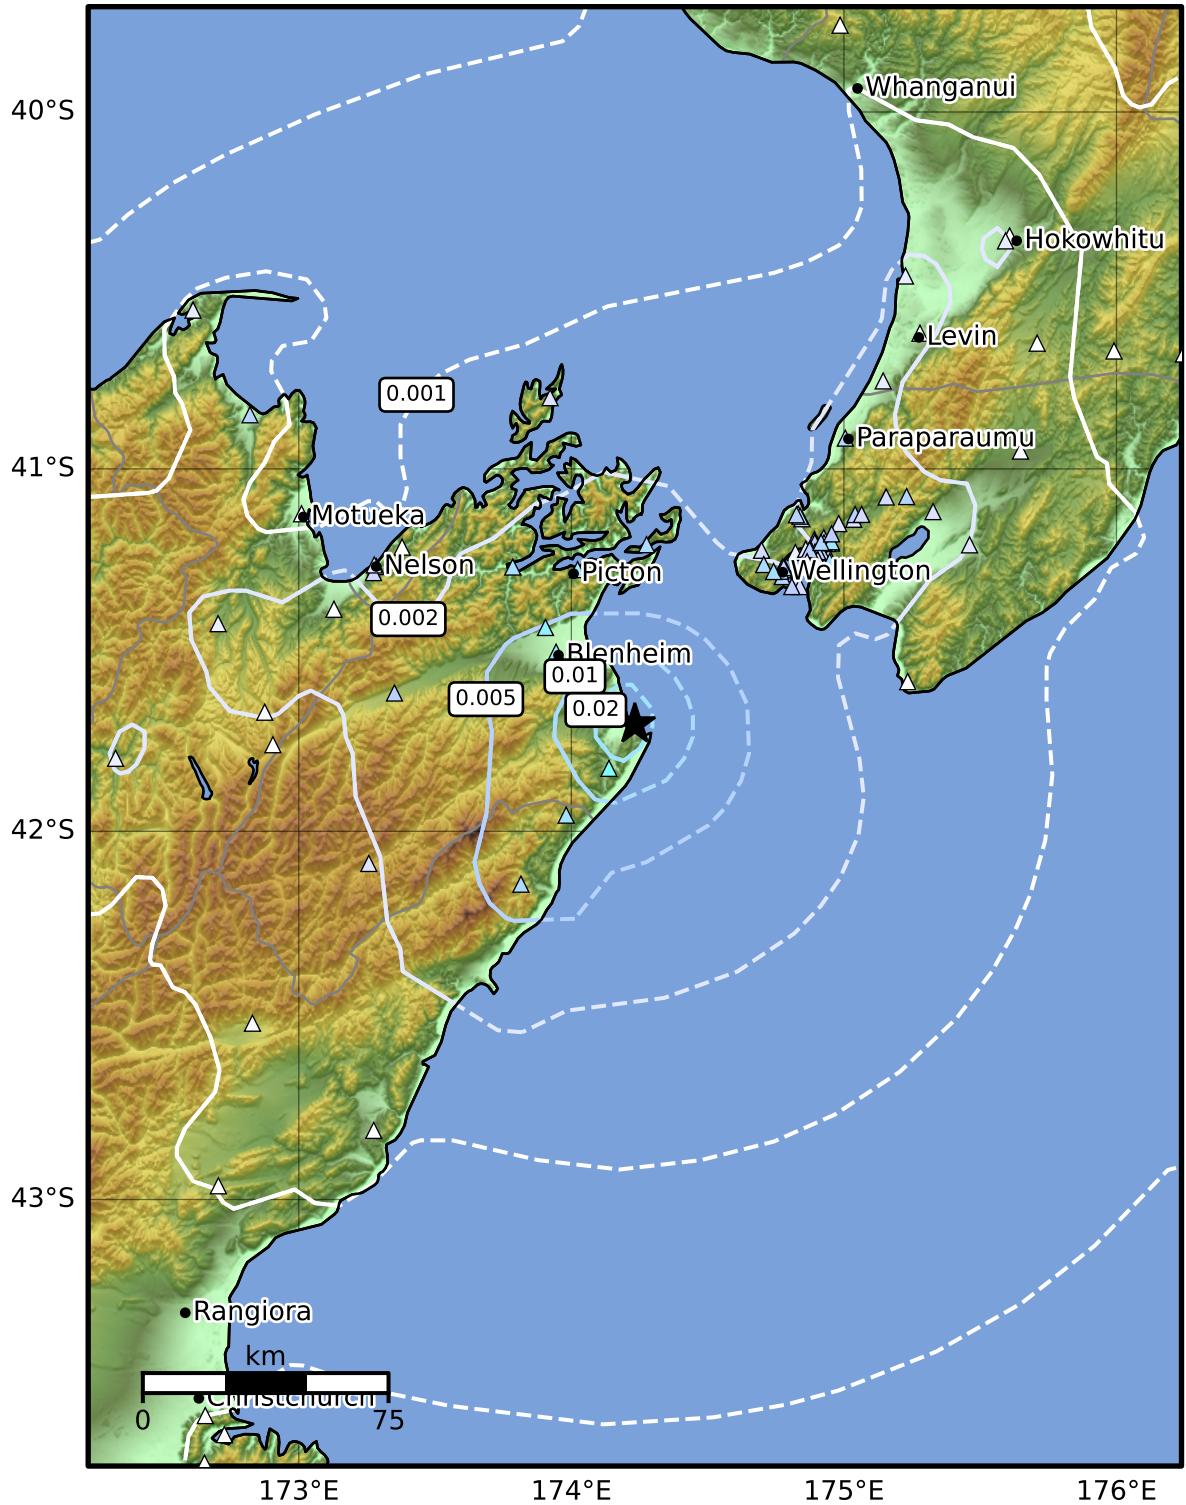 Whanganui
40°S
Hokowhitu
Levin
0.001
Paraparaumu
41°S
Motueka
Nelson
Picton
Wellington
0.002
Blenheim
0.01
0.005
0.02
42°S
43°S
Rangiora
km
Christchurch
0
75
173°E
174°E
175°E
176°E